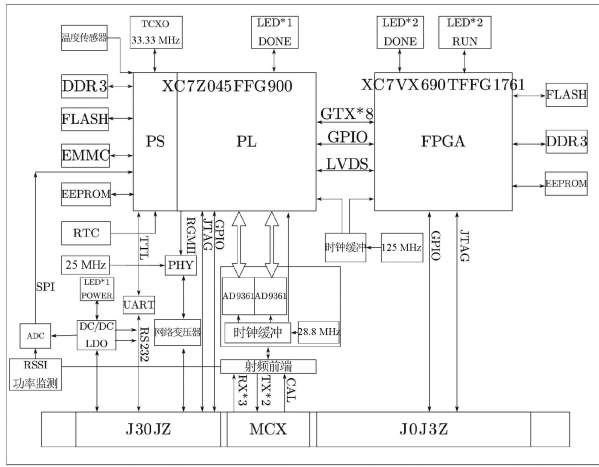 TCXO
33.33 MHz
LED*1
DONE
LED*2
DONE
LED*2
RUN
温度传感器
DDR3
FLASH
EMMC
EEPROM
RTC
25 MHz
XC7Z045FFG900
PS
PL
GTX*8
GPIO
LVDS
XC7VX690TFFG1761
FPGA
FLASH
DDR3
EEPROM
TTL
RGMII
JTAG
GPIO
PHY
时钟缓冲
125 MHz
GPIO
JTAG
SPI
LED*1
POWER
UART
AD9361
AD9361
ADC
DC/DC
LDO
RS232
网络变压器
时钟缓冲
28.8 MHz
RSSI
功率监测
射频前端
RX*3
TX*2
CAL
J30JZ
MCX
J0J3Z